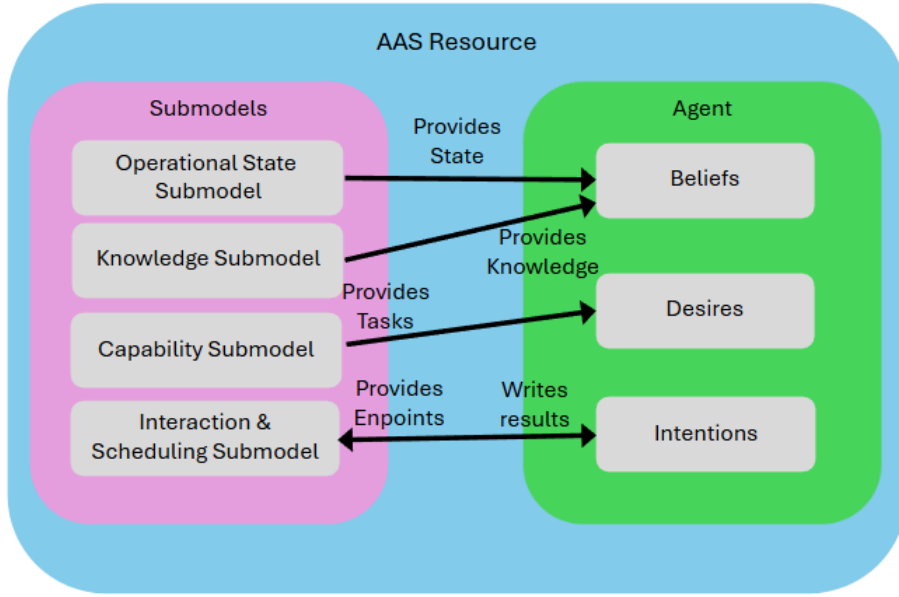 AAS Resource
Submodels
Agent
Provides
State
Operational State
Submodel
Beliefs
Knowledge Submodel
Provides
Knowledge
Provides
Tasks
Desires
Capability Submodel
Provides
Enpoints
Writes
results
Interaction &
Scheduling Submodel
Intentions